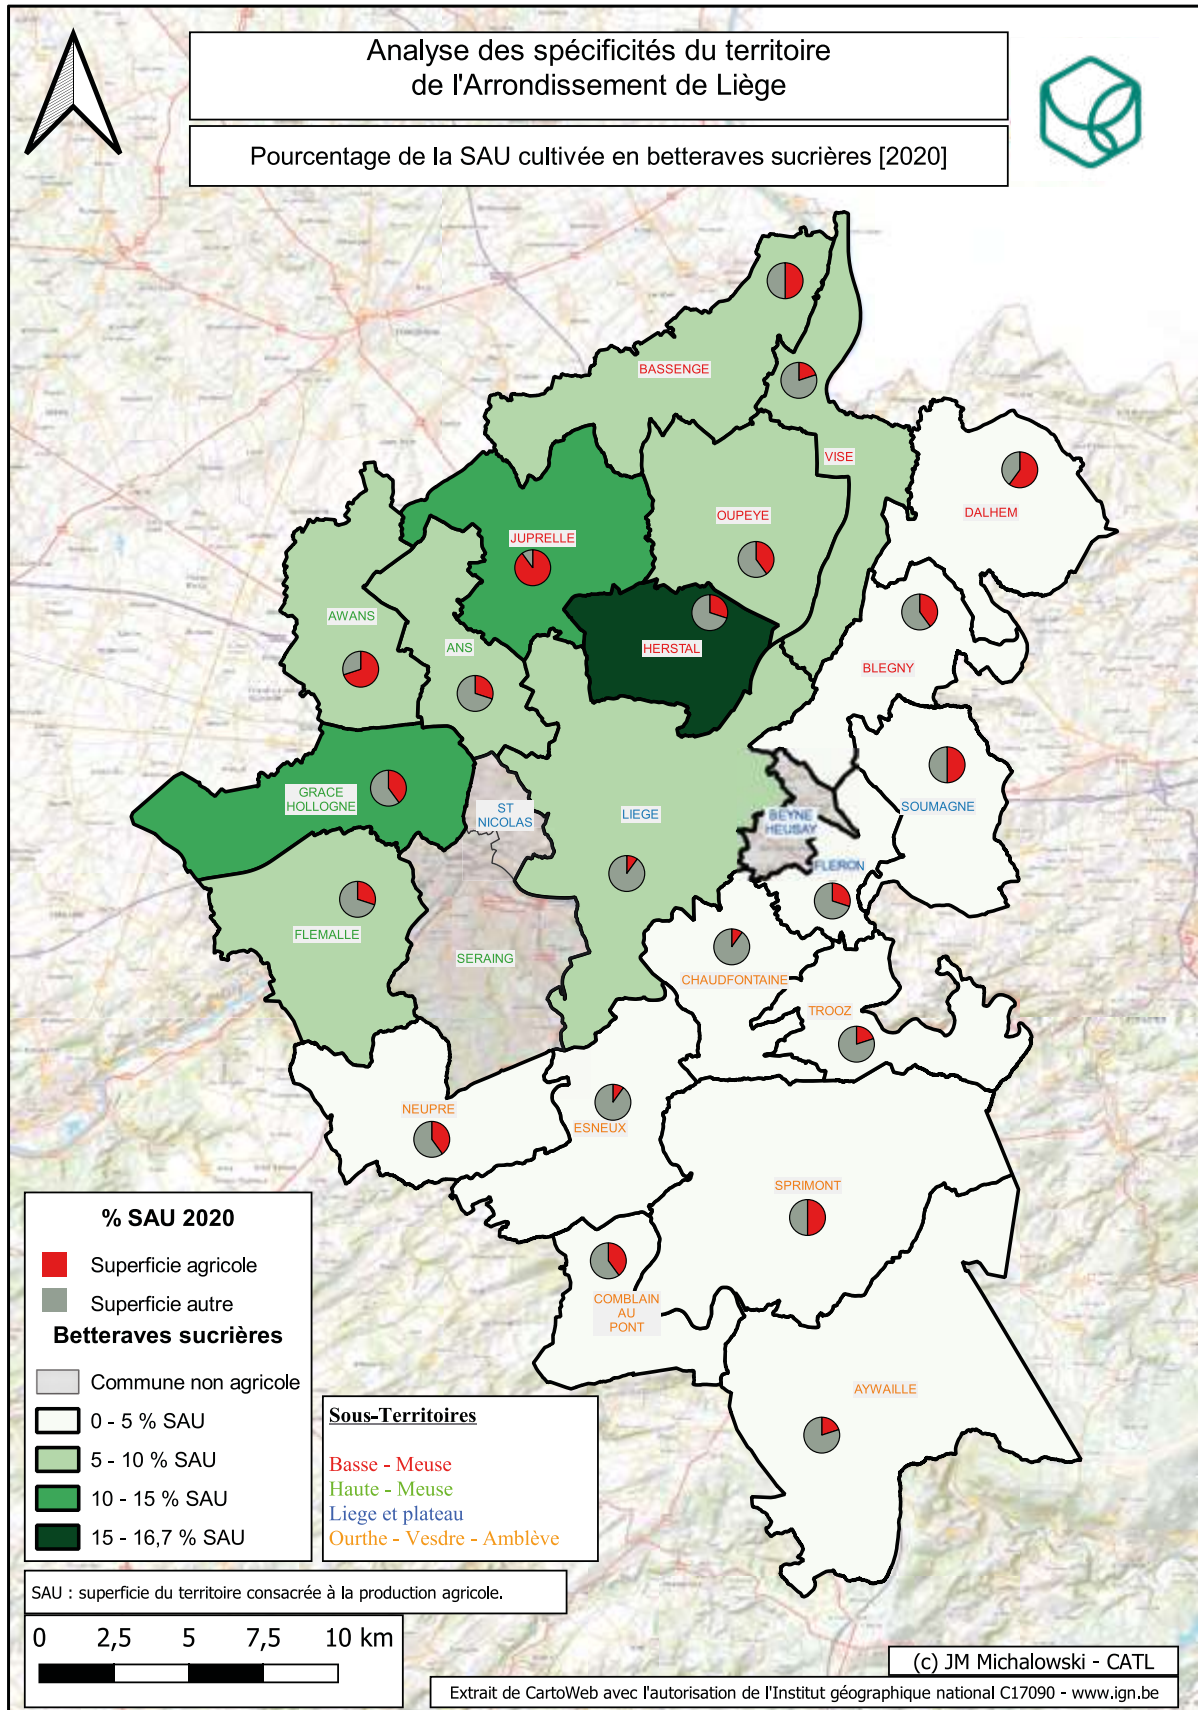 Analyse des spécificités du territoire
de l'Arrondissement de Liège
Pourcentage de la SAU cultivée en betteraves sucrières [2020]
BASSENGE
VISE
DALHEM
OUPEYE
JUPRELLE
AWANS
ANS
HERSTAL
BLEGNY
GRACE
HOLLOGNE
ST
NICOLAS
LIEGE
BEYNE
HEUSAY
SOUMAGNE
FLERON
FLEMALLE
SERAING
CHAUDFONTAINE
TROOZ
NEUPRE
ESNEUX
SPRIMONT
COMBLAIN
AU
PONT
AYWAILLE
% SAU 2020
Superficie agricole
Superficie autre
Betteraves sucrières
Commune non agricole
0 - 5 % SAU
5 - 10 % SAU
10 - 15 % SAU
15 - 16,7 % SAU
Sous-Territoires
Basse - Meuse
Haute - Meuse
Liege et plateau
Ourthe - Vesdre - Amblève
SAU : superficie du territoire consacrée à la production agricole.
0 2,5 5 7,5 10 km
(c) JM Michalowski - CATL
Extrait de CartoWeb avec l'autorisation de l'Institut géographique national C17090 - www.ign.be